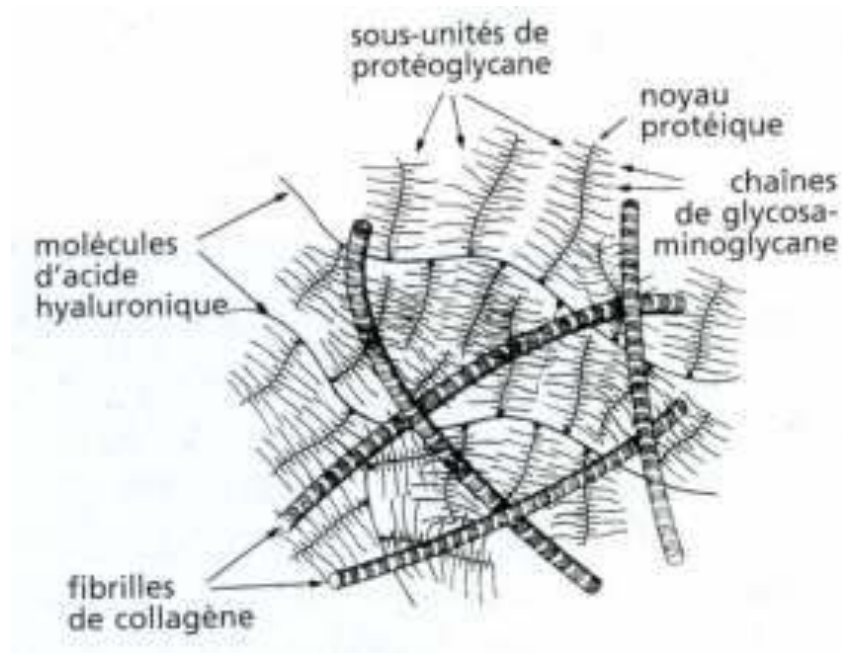 sous-unités de
protéoglycane
noyau
protéique
chaînes
de glycosa-
minoglycane
molécules
d'acide
hyaluronique
fibrilles
de collagène